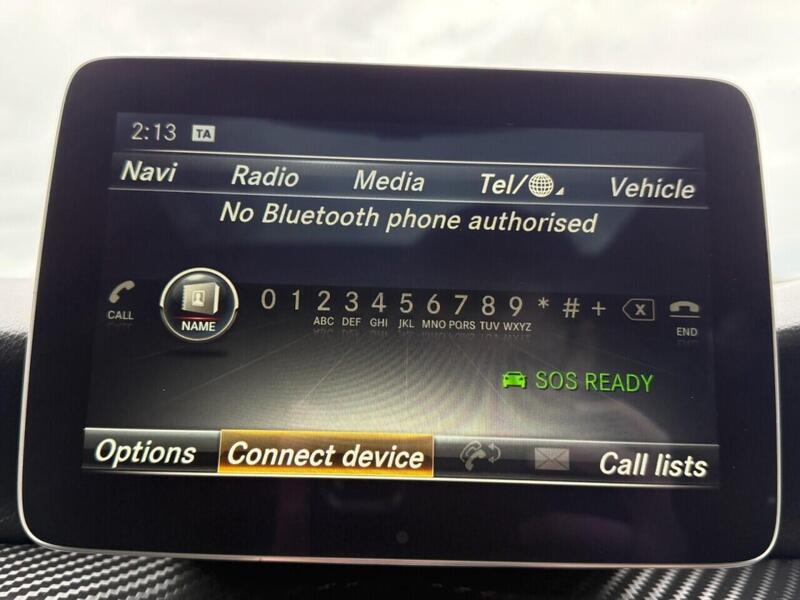 2:13 TA
Navi Radio Media Tel/ Vehicle
No Bluetooth phone authorised
CALL NAME 0 1 2 3 4 5 6 7 8 9 * # + END
ABC DEF GHI JKL MNO PQRS TUV WXYZ
SOS READY
Options Connect device Call lists